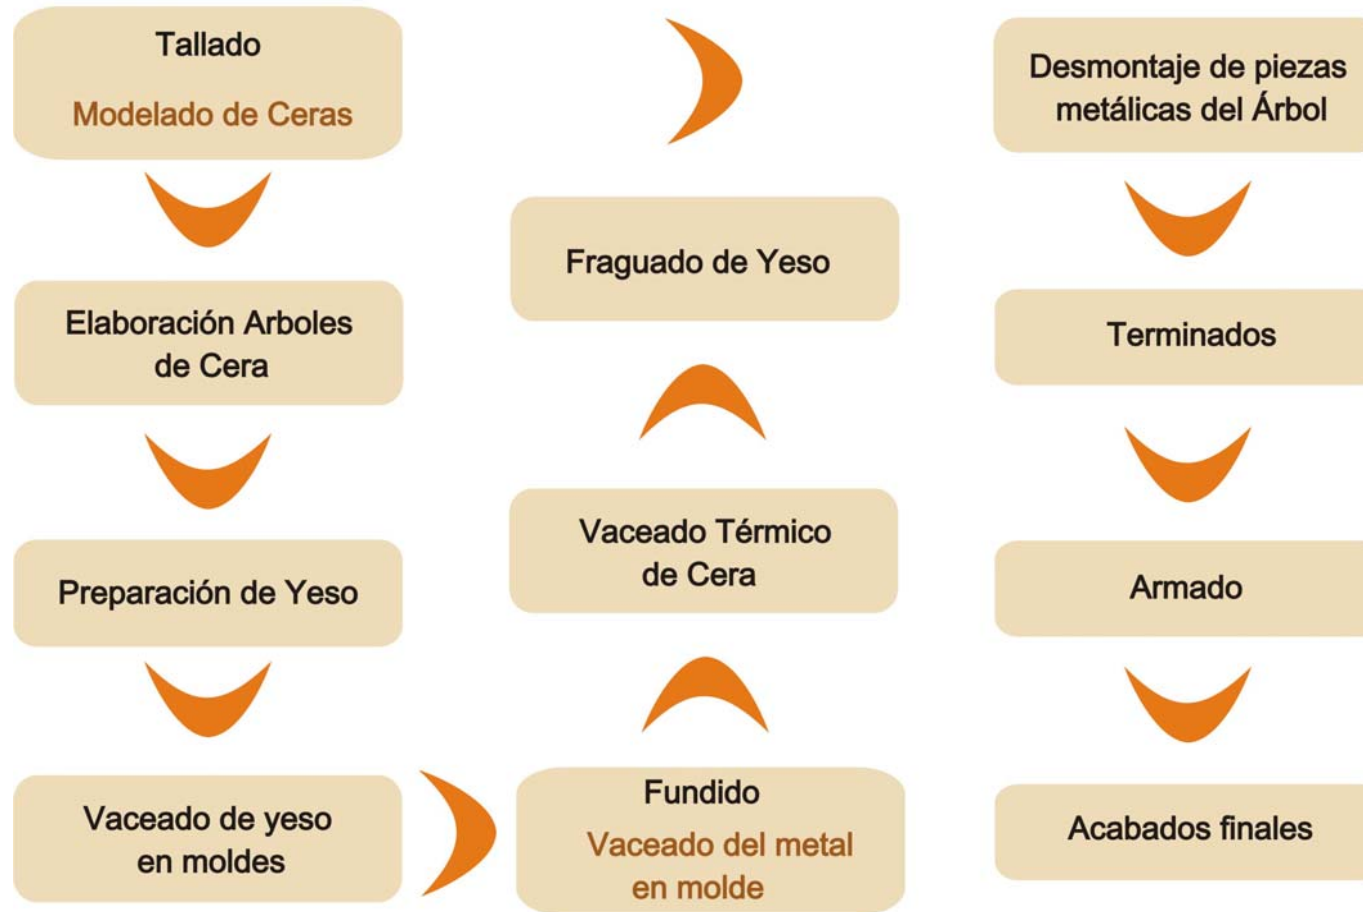 Tallado
Modelado de Ceras
Elaboración Arboles
de Cera
Preparación de Yeso
Vaceado de yeso
en moldes
Fundido
Vaceado del metal
en molde
Vaceado Térmico
de Cera
Fraguado de Yeso
Desmontaje de piezas
metálicas del Árbol
Terminados
Armado
Acabados finales